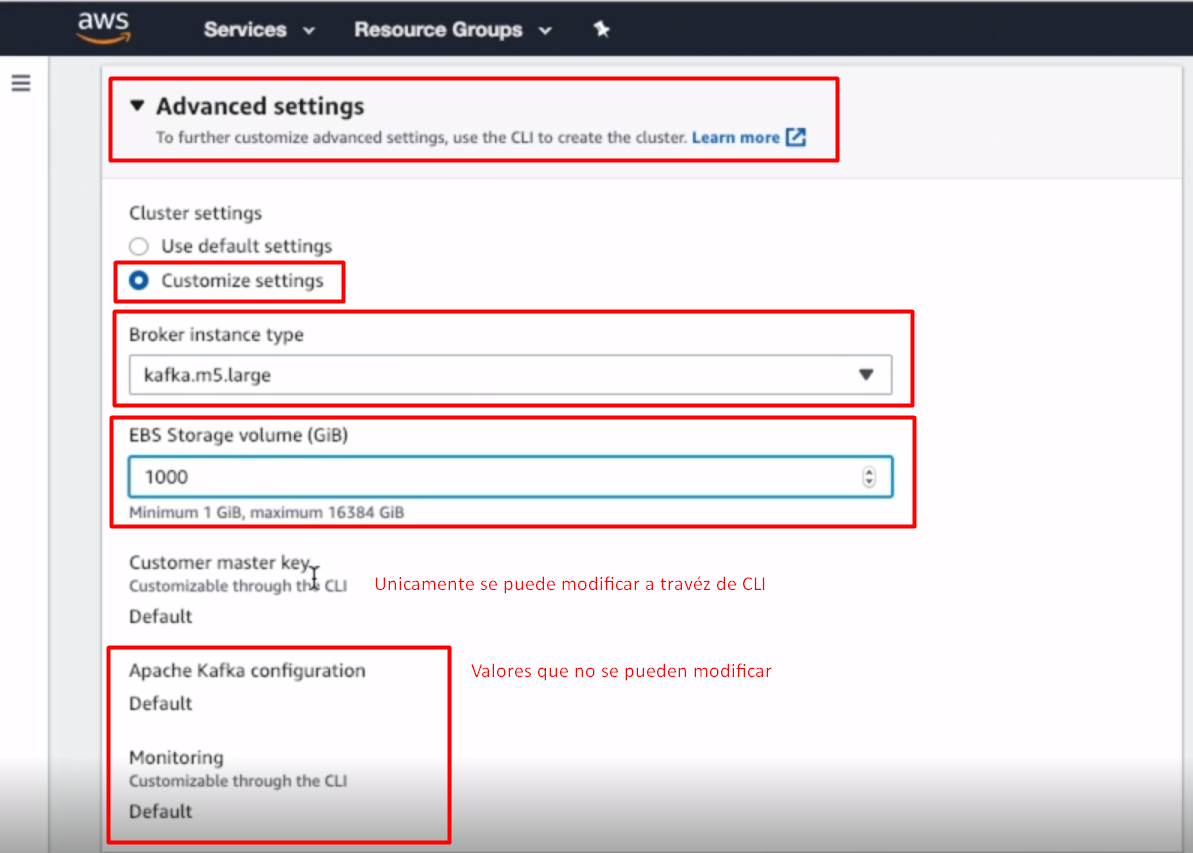 aws
Services
Resource Groups
Advanced settings
To further customize advanced settings, use the CLI to create the cluster. Learn more
Cluster settings
Use default settings
Customize settings
Broker instance type
kafka.m5.large
EBS Storage volume (GiB)
1000
Minimum 1 GiB, maximum 16384 GiB
Customer master key
Customizable through the CLI
Unicamente se puede modificar a travéz de CLI
Default
Apache Kafka configuration
Valores que no se pueden modificar
Default
Monitoring
Customizable through the CLI
Default